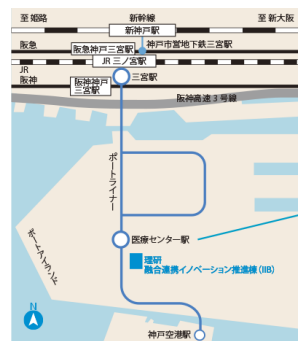 至 姫路
新幹線
至 新大阪
新神戸駅
阪急
阪急神戸三宮駅
神戸市営地下鉄三宮駅
JR 三ノ宮駅
JR
阪神
阪神神戸
三宮駅
三宮駅
阪神高速3号線
ポートライナー
ポートアイランド
医療センター駅
理研
融合連携イノベーション推進棟(IIB)
N
神戸空港駅